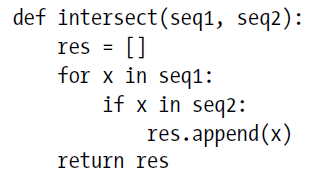 def intersect(seq1, seq2):
    res = []
    for x in seq1:
        if x in seq2:
            res.append(x)
    return res